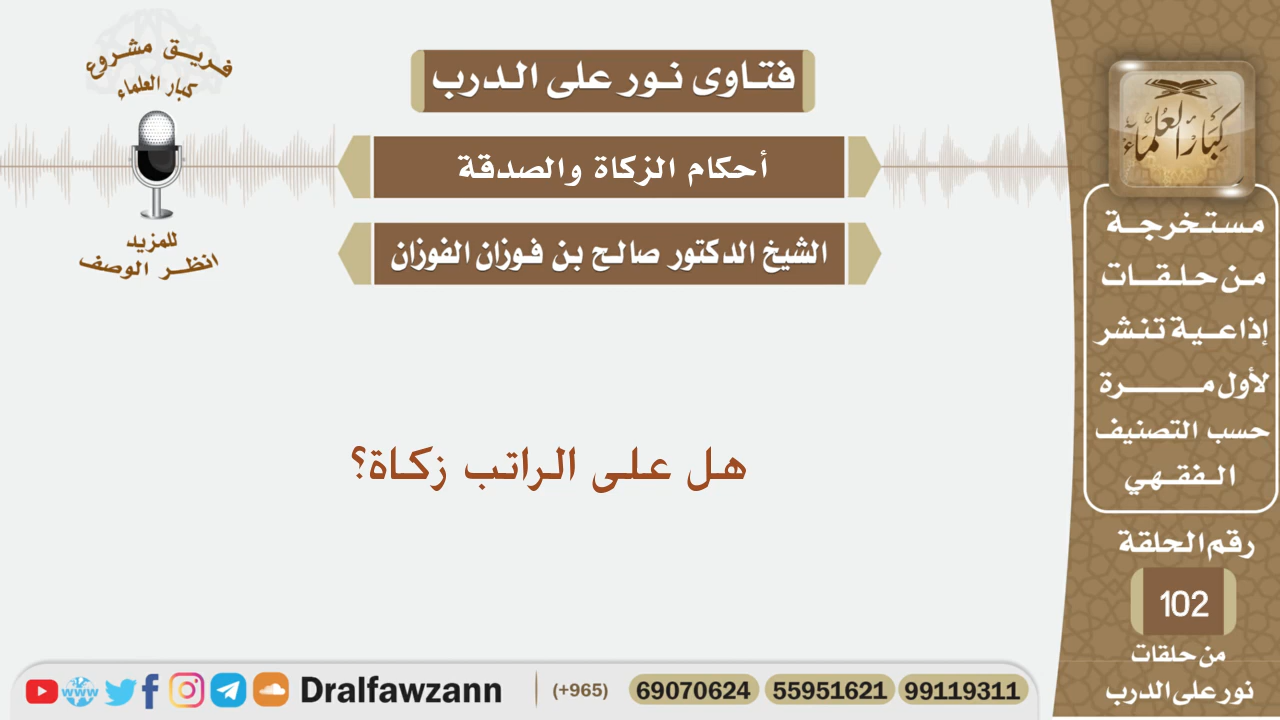 فتاوى نور على الدرب
أحكام الزكاة والصدقة
الشيخ الدكتور صالح بن فوزان الفوزان
هل على الراتب زكاة؟
فريق مشروع
كبار العلماء
للمزيد
انظر الوصف
كبار العلماء
مستخرجة
من حلقات
إذاعية تنشر
لأول مرة
حسب التصنيف
الفقهي
رقم الحلقة
102
من حلقات
نور على الدرب
www Dralfawzann (+965) 69070624 55951621 99119311